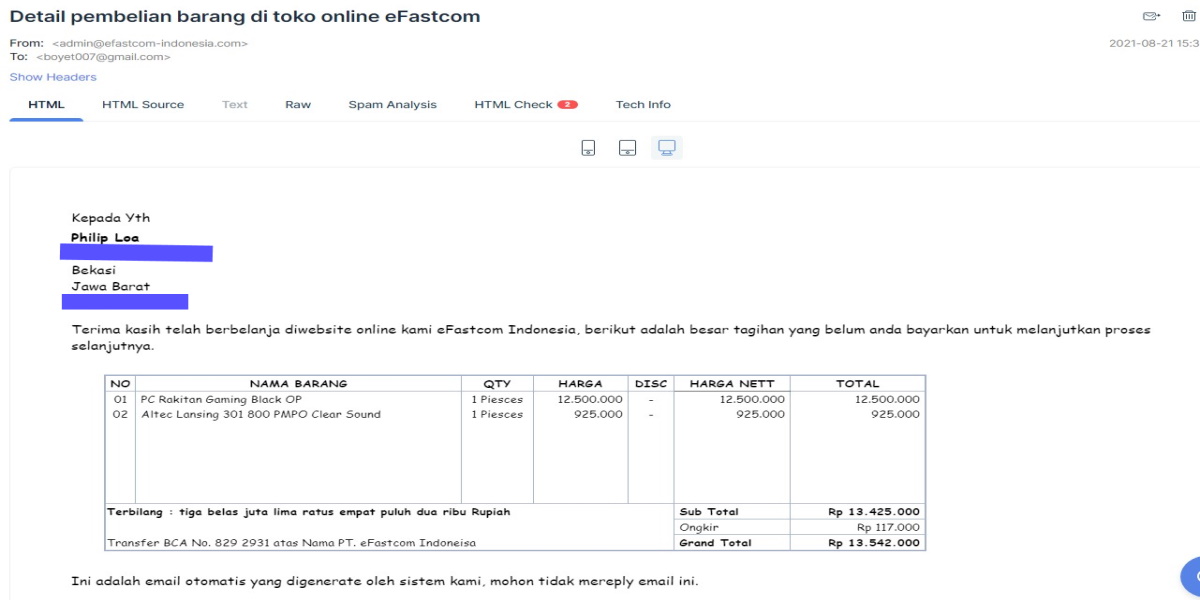 Detail pembelian barang di toko online eFastcom
From: <admin@efastcom-indonesia.com>
2021-08-21 15:3
To: <boyet007@gmail.com>
Show Headers
HTML HTML Source Text Raw Spam Analysis HTML Check 2 Tech Info
Kepada Yth
Philip Loa
Bekasi
Jawa Barat
Terima kasih telah berbelanja diwebsite online kami eFastcom Indonesia, berikut adalah besar tagihan yang belum anda bayarkan untuk melanjutkan proses
selanjutnya.
NO NAMA BARANG QTY HARGA DISC HARGA NETT TOTAL
01 PC Rakitan Gaming Black OP 1 Piesces 12.500.000 - 12.500.000 12.500.000
02 Altec Lansing 301 800 PMPO Clear Sound 1 Piesces 925.000 - 925.000 925.000
Terbilang : tiga belas juta lima ratus empat puluh dua ribu Rupiah Sub Total Rp 13.425.000
Ongkir Rp 117.000
Transfer BCA No. 829 2931 atas Nama PT. eFastcom Indoneisa Grand Total Rp 13.542.000
Ini adalah email otomatis yang digenerate oleh sistem kami, mohon tidak mereply email ini.